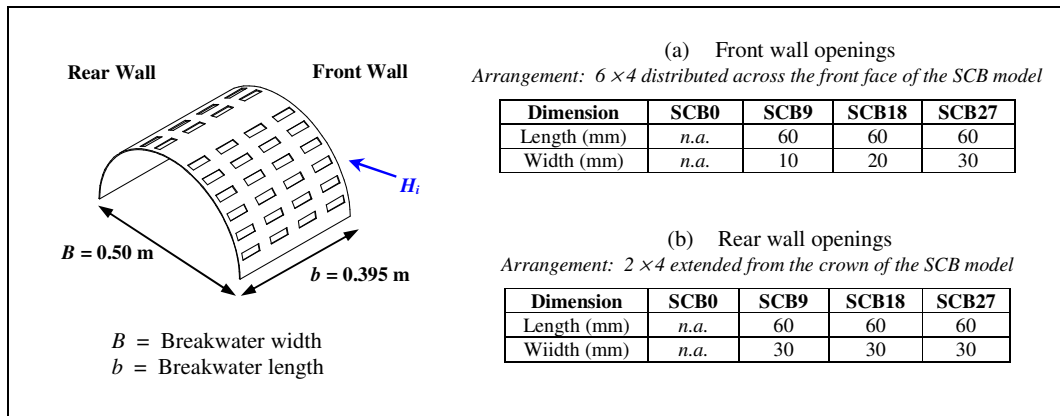 Rear Wall
Front Wall
H_i
B = 0.50 m
b = 0.395 m
B = Breakwater width
b = Breakwater length
(a) Front wall openings
Arrangement: 6 ×4 distributed across the front face of the SCB model
Dimension SCB0 SCB9 SCB18 SCB27
Length (mm) n.a. 60 60 60
Width (mm) n.a. 10 20 30
(b) Rear wall openings
Arrangement: 2 ×4 extended from the crown of the SCB model
Dimension SCB0 SCB9 SCB18 SCB27
Length (mm) n.a. 60 60 60
Wiidth (mm) n.a. 30 30 30